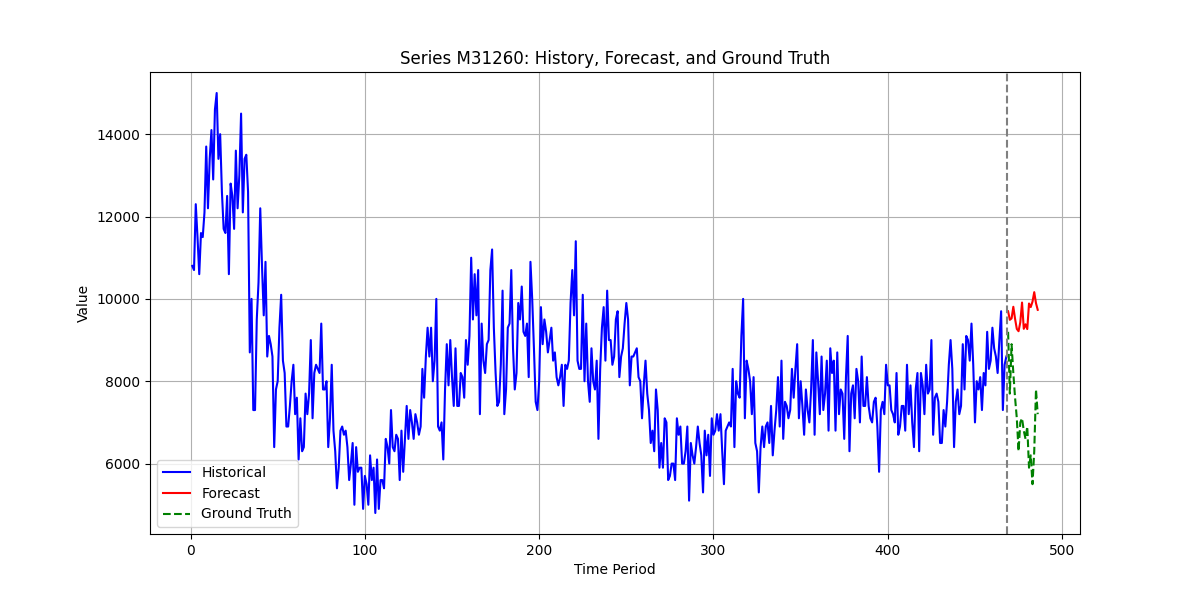 Series M31260: History, Forecast, and Ground Truth
Value
14000
12000
10000
8000
6000
Historical
Forecast
Ground Truth
0
100
200
300
400
500
Time Period